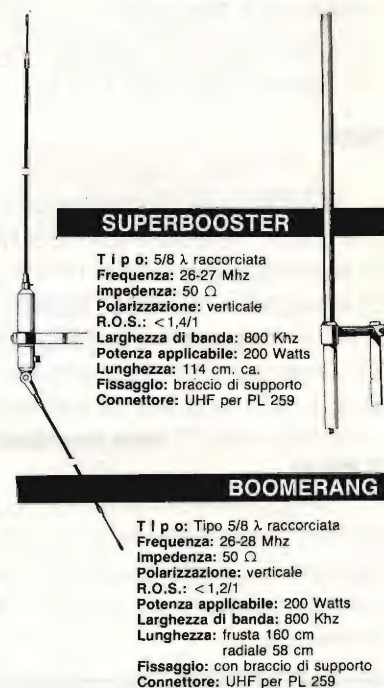 SUPERBOOSTER
Tipo: 5/8 λ raccorciata
Frequenza: 26-27 Mhz
Impedenza: 50 Ω
Polarizzazione: verticale
R.O.S.: <1,4/1
Larghezza di banda: 800 Khz
Potenza applicabile: 200 Watts
Lunghezza: 114 cm. ca.
Fissaggio: braccio di supporto
Connettore: UHF per PL 259
BOOMERANG
Tipo: Tipo 5/8 λ raccorciata
Frequenza: 26-28 Mhz
Impedenza: 50 Ω
Polarizzazione: verticale
R.O.S.: <1,2/1
Potenza applicabile: 200 Watts
Larghezza di banda: 800 Khz
Lunghezza: frusta 160 cm
radiale 58 cm
Fissaggio: con braccio di supporto
Connettore: UHF per PL 259